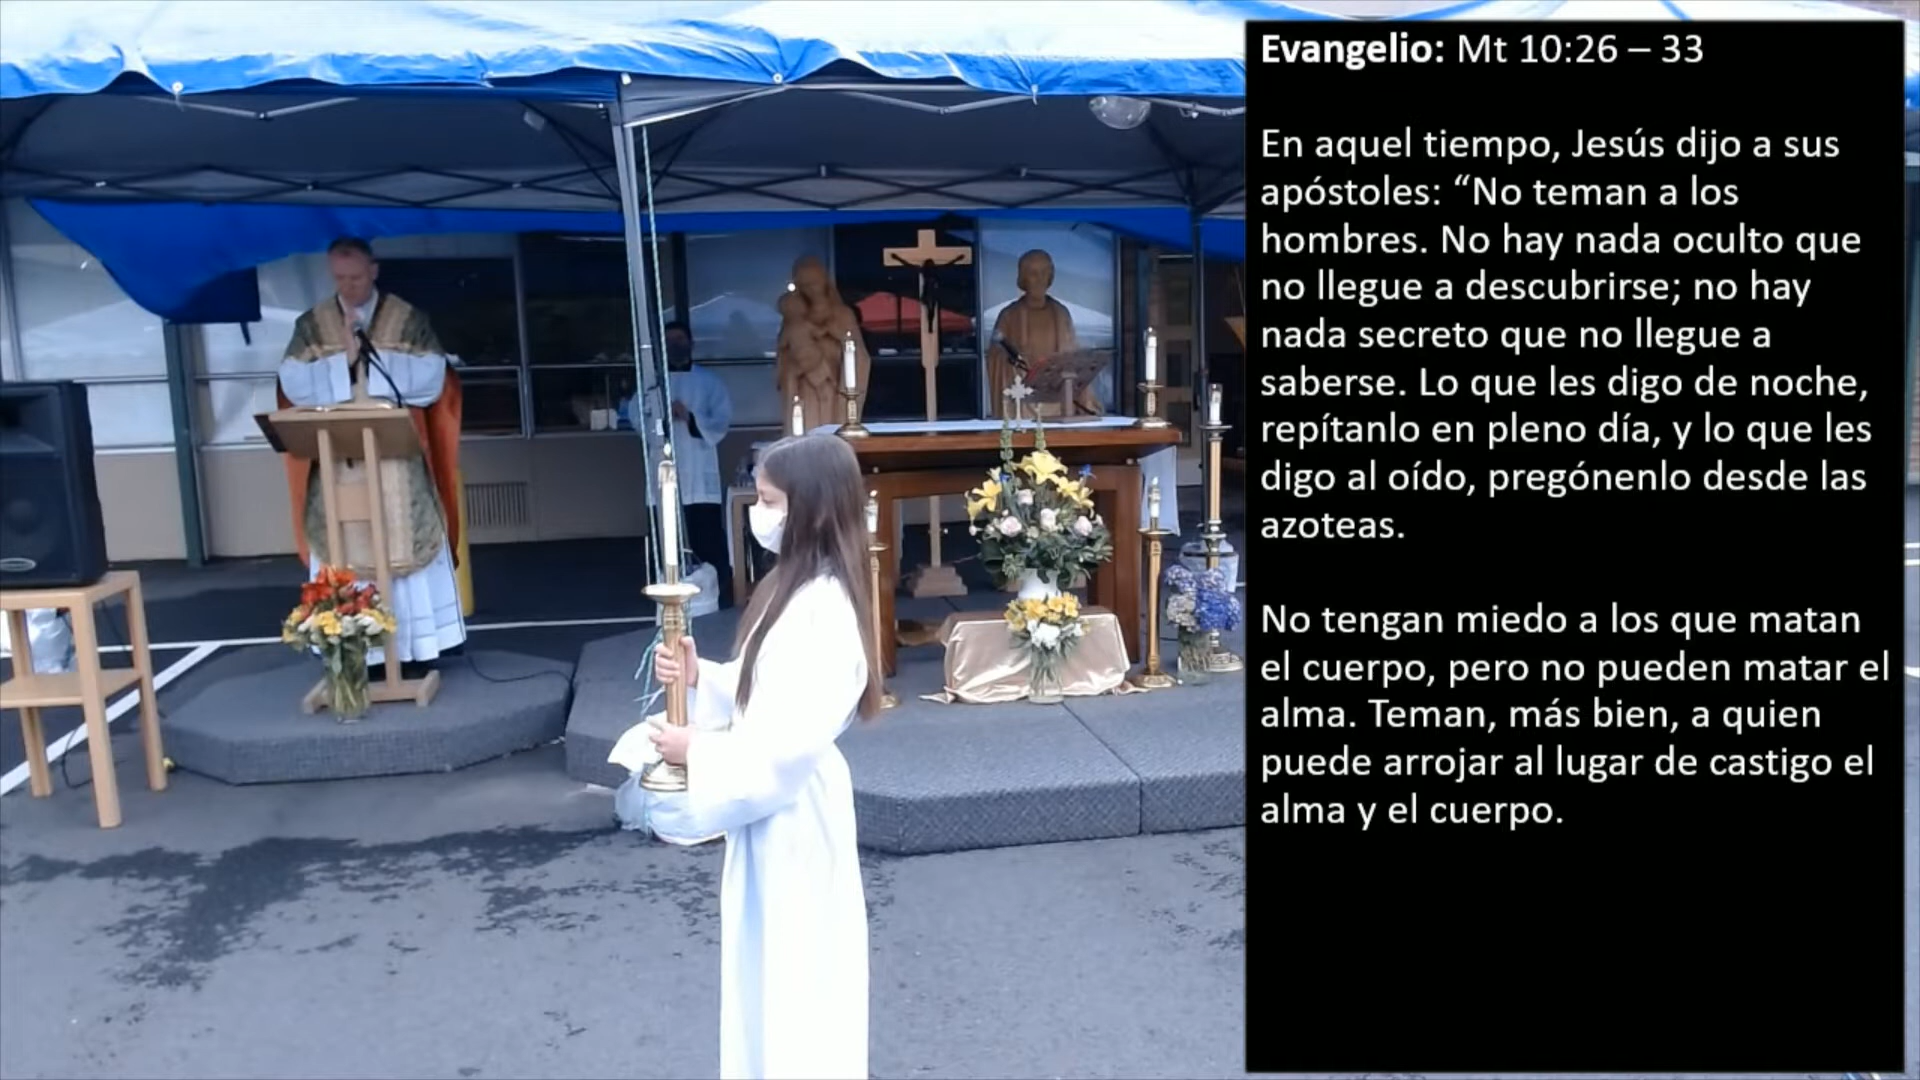 Evangelio: Mt 10:26 – 33
En aquel tiempo, Jesús dijo a sus
apóstoles: “No teman a los
hombres. No hay nada oculto que
no llegue a descubrirse; no hay
nada secreto que no llegue a
saberse. Lo que les digo de noche,
repítanlo en pleno día, y lo que les
digo al oído, pregónenlo desde las
azoteas.
No tengan miedo a los que matan
el cuerpo, pero no pueden matar el
alma. Teman, más bien, a quien
puede arrojar al lugar de castigo el
alma y el cuerpo.